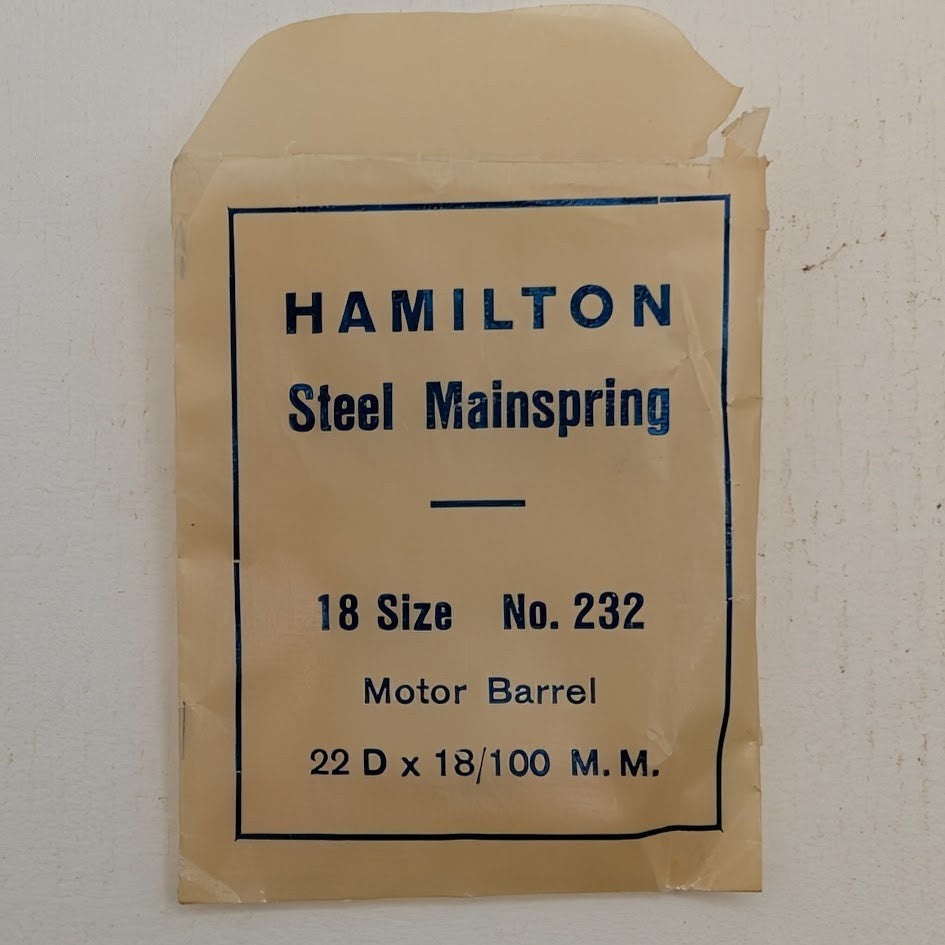 HAMILTON
Steel Mainspring
18 Size No. 232
Motor Barrel
22 D x 18/100 M. M.